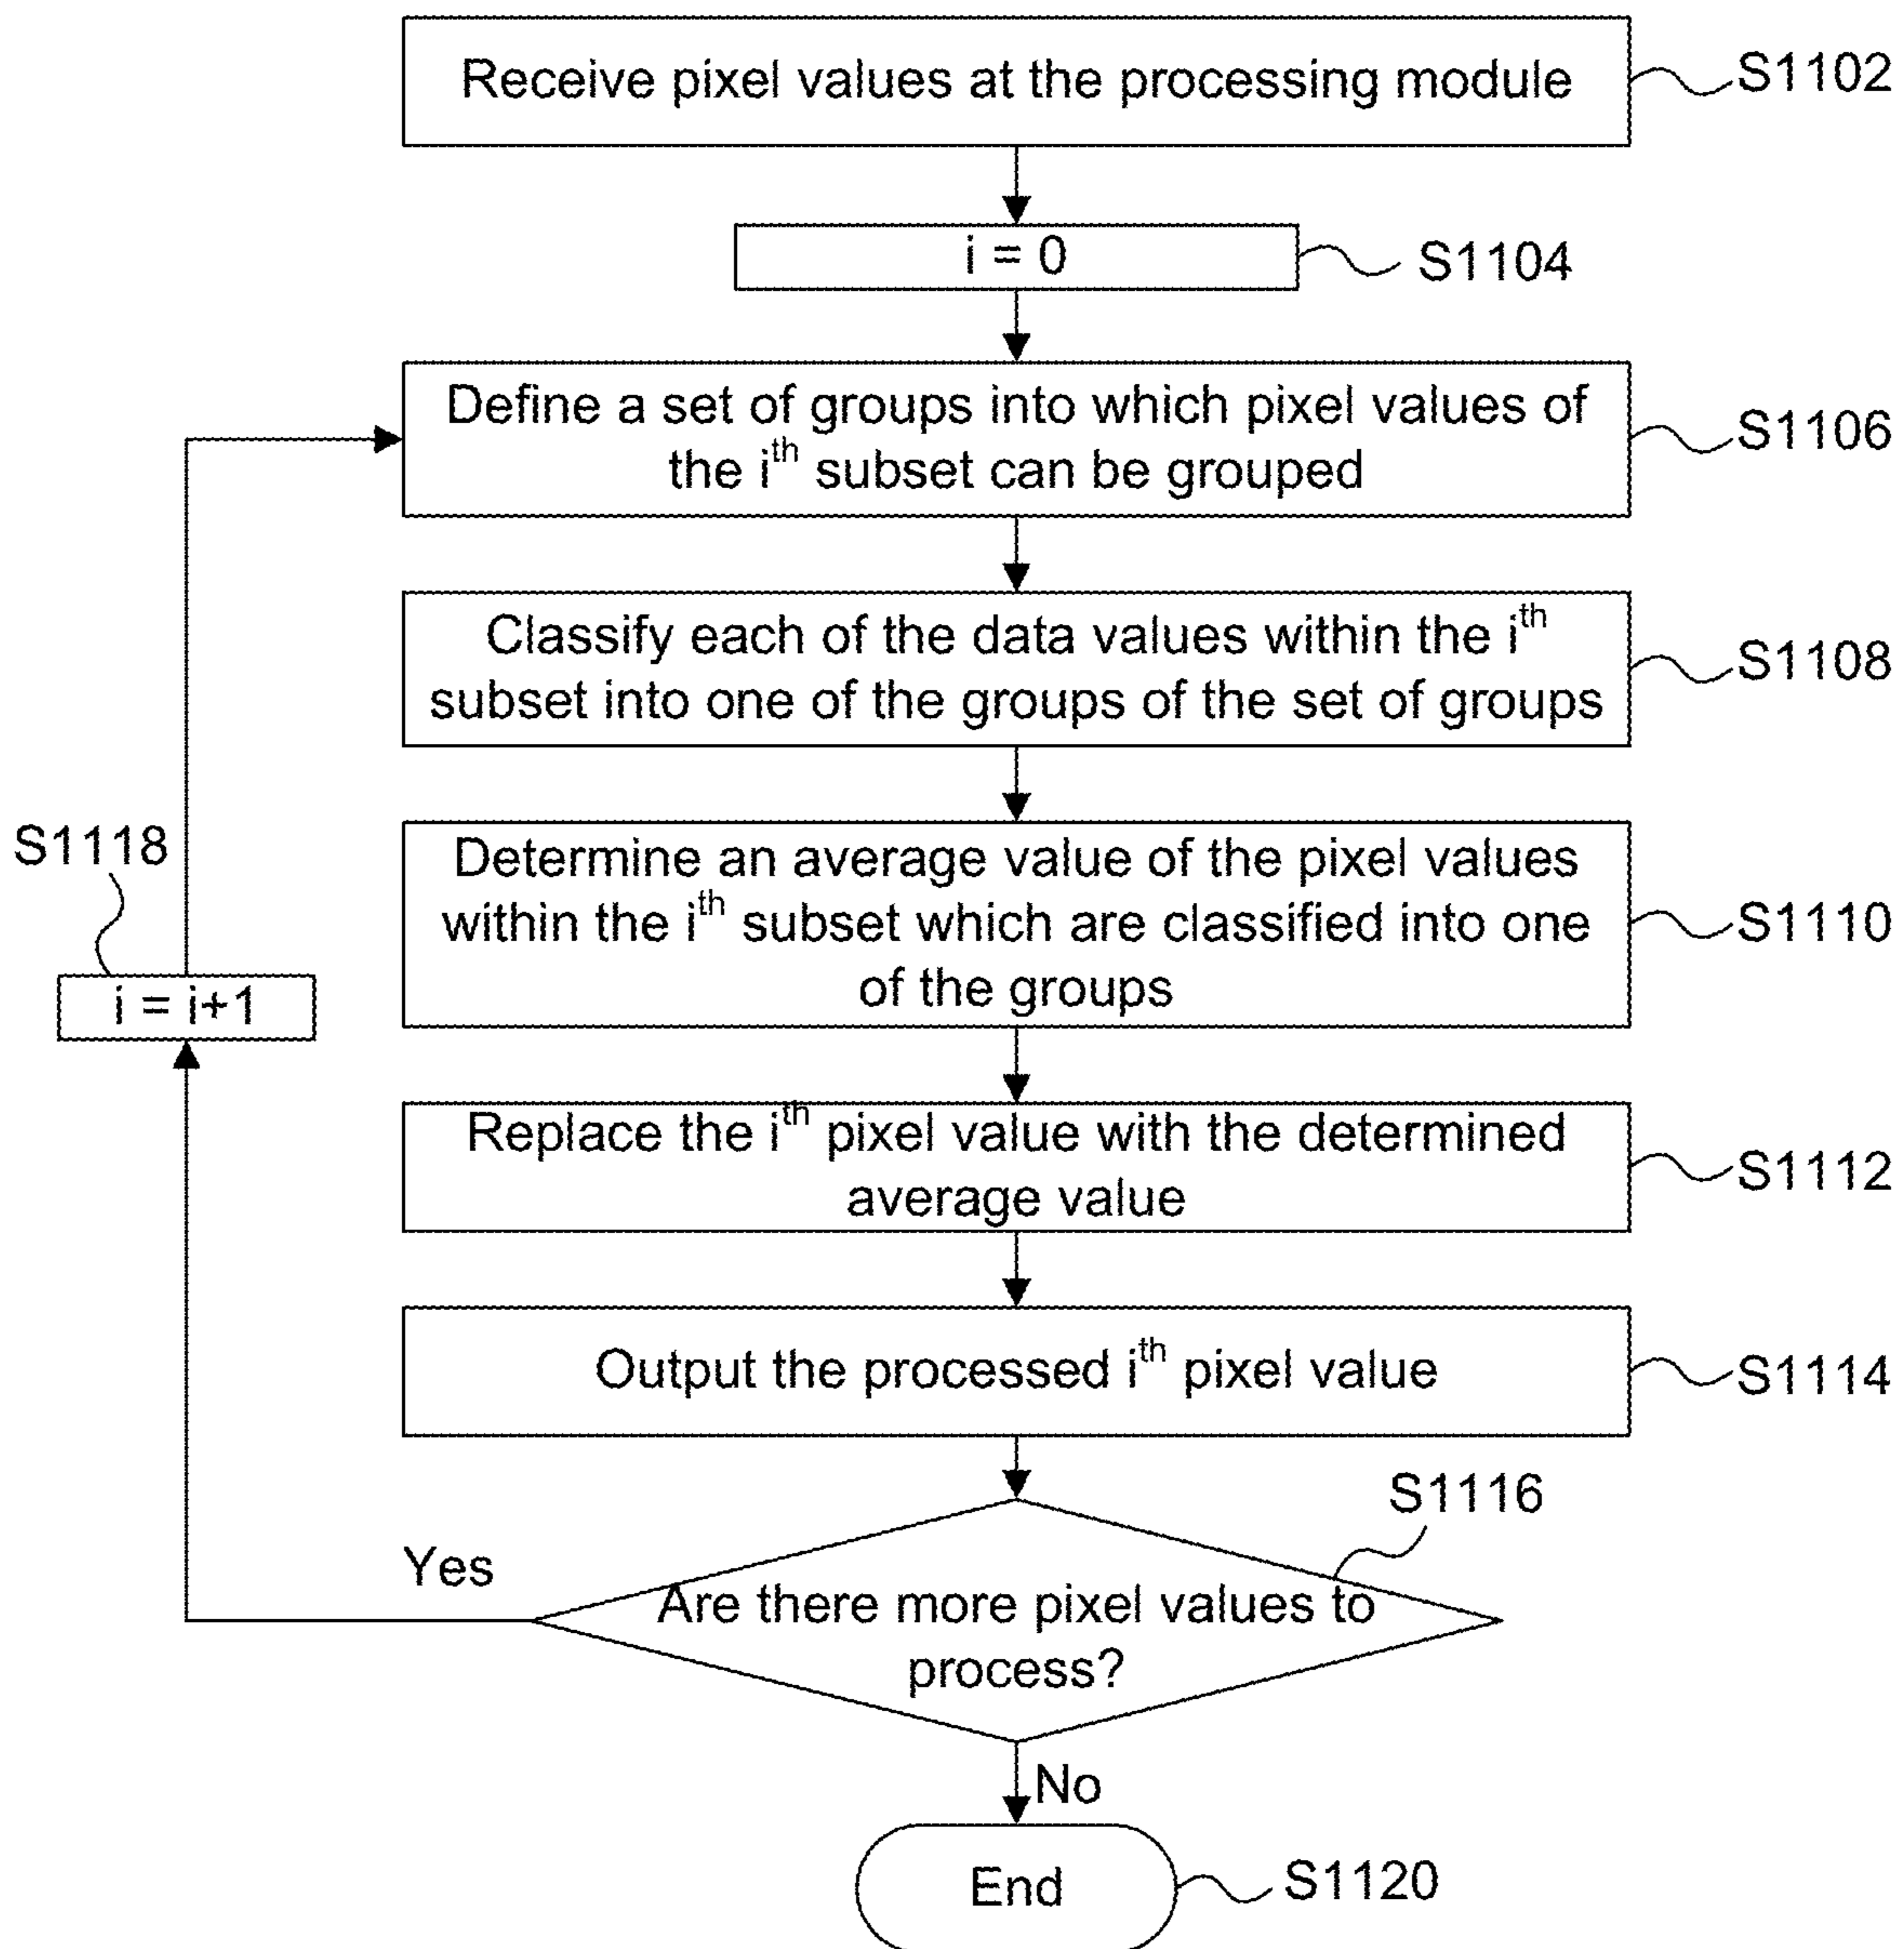 Receive pixel values at the processing module
S1102
i = 0
S1104
Define a set of groups into which pixel values of
the ith subset can be grouped
S1106
Classify each of the data values within the ith
subset into one of the groups of the set of groups
S1108
Determine an average value of the pixel values
within the ith subset which are classified into one
of the groups
S1110
S1118
i = i+1
Replace the ith pixel value with the determined
average value
S1112
Output the processed ith pixel value
S1114
S1116
Yes
Are there more pixel values to
process?
No
End
S1120